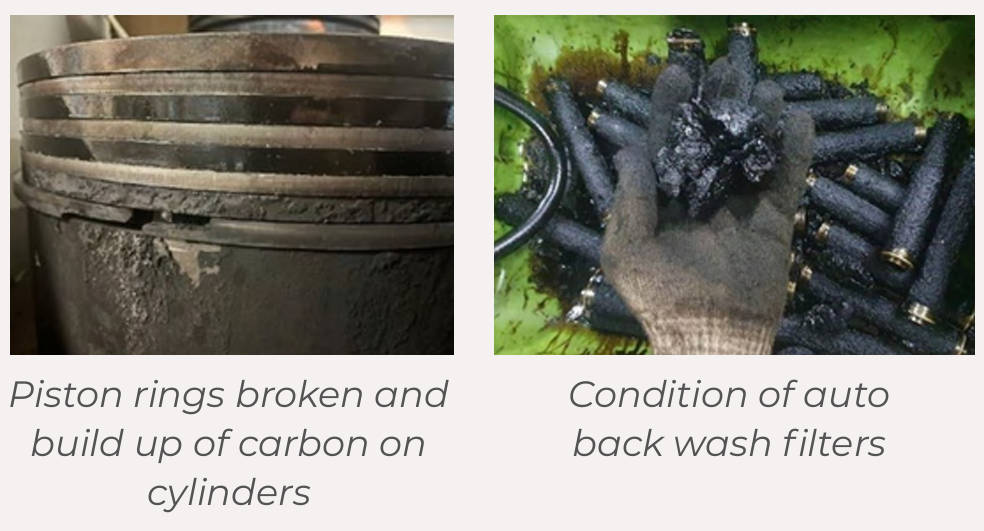 Piston rings broken and
build up of carbon on
cylinders
Condition of auto
back wash filters